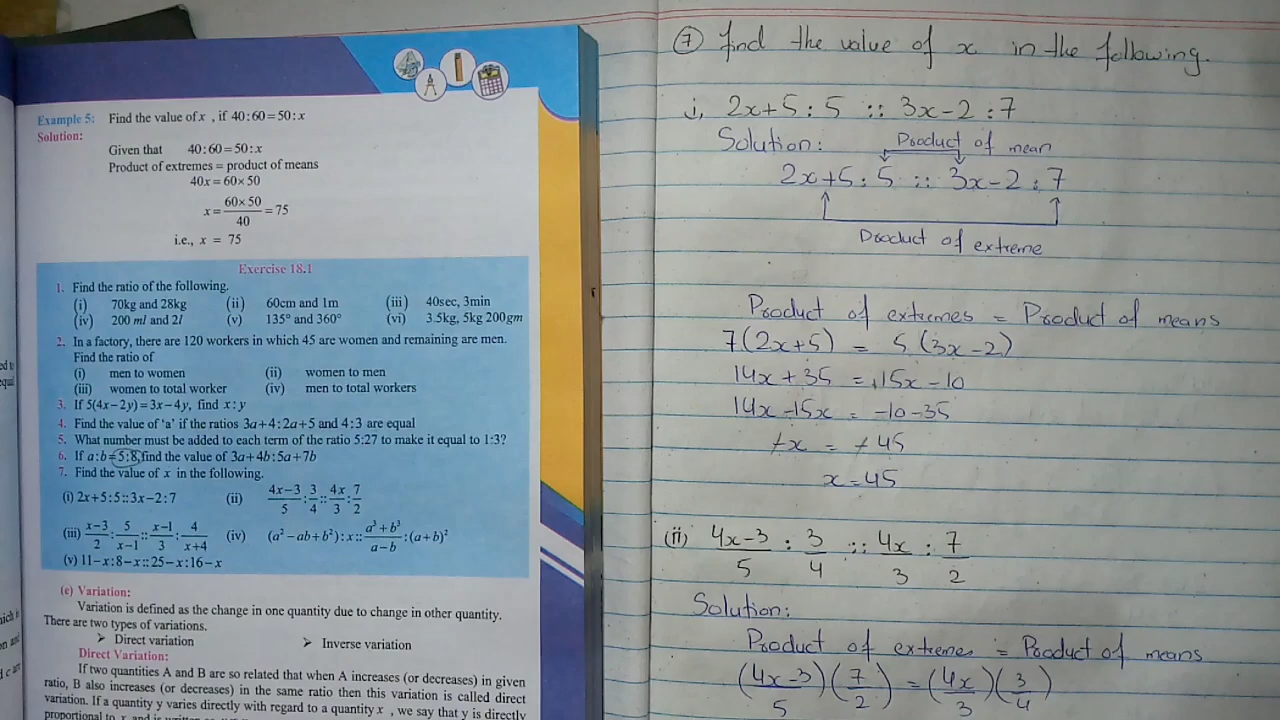 Example 5: Find the value of x , if 40:60=50:x
Solution:
Given that 40:60=50:x
Product of extremes = product of means
40x = 60×50
x = 60×50/40 = 75
i.e., x = 75
Exercise 18.1
1. Find the ratio of the following.
(i) 70kg and 28kg (ii) 60cm and 1m (iii) 40sec, 3min
(iv) 200 ml and 2l (v) 135° and 360° (vi) 3.5kg, 5kg 200gm
2. In a factory, there are 120 workers in which 45 are women and remaining are men.
Find the ratio of
(i) men to women (ii) women to men
(iii) women to total worker (iv) men to total workers
3. If 5(4x−2y)=3x−4y, find x:y
4. Find the value of 'a' if the ratios 3a+4:2a+5 and 4:3 are equal
5. What number must be added to each term of the ratio 5:27 to make it equal to 1:3?
6. If a:b=5:8,find the value of 3a+4b:5a+7b
7. Find the value of x in the following.
(i) 2x+5:5::3x−2:7 (ii) 4x−3/5:3/4::4x/3:7/2
(iii) x−3/2:5/x−1::x−1/3:4/x+4 (iv) (a²−ab+b²):x::a³+b³/a−b:(a+b)²
(v) 11−x:8−x::25−x:16−x
(c) Variation:
Variation is defined as the change in one quantity due to change in other quantity.
There are two types of variations.
➢ Direct variation ➢ Inverse variation
Direct Variation:
If two quantities A and B are so related that when A increases (or decreases) in given
ratio, B also increases (or decreases) in the same ratio then this variation is called direct
variation. If a quantity y varies directly with regard to a quantity x , we say that y is directly
proportional to x
⑦ find the value of x in the following.
i, 2x+5 : 5 :: 3x−2 : 7
Solution: Product of mean
2x+5 : 5 :: 3x−2 : 7
Product of extreme
Product of extremes = Product of means
7(2x+5) = 5(3x−2)
14x+35 = 15x−10
14x−15x = −10−35
−x = −45
x=45
(ii) 4x−3/5 : 3/4 :: 4x/3 : 7/2
Solution:
Product of extremes = Product of means
(4x−3/5)(7/2) = (4x/3)(3/4)